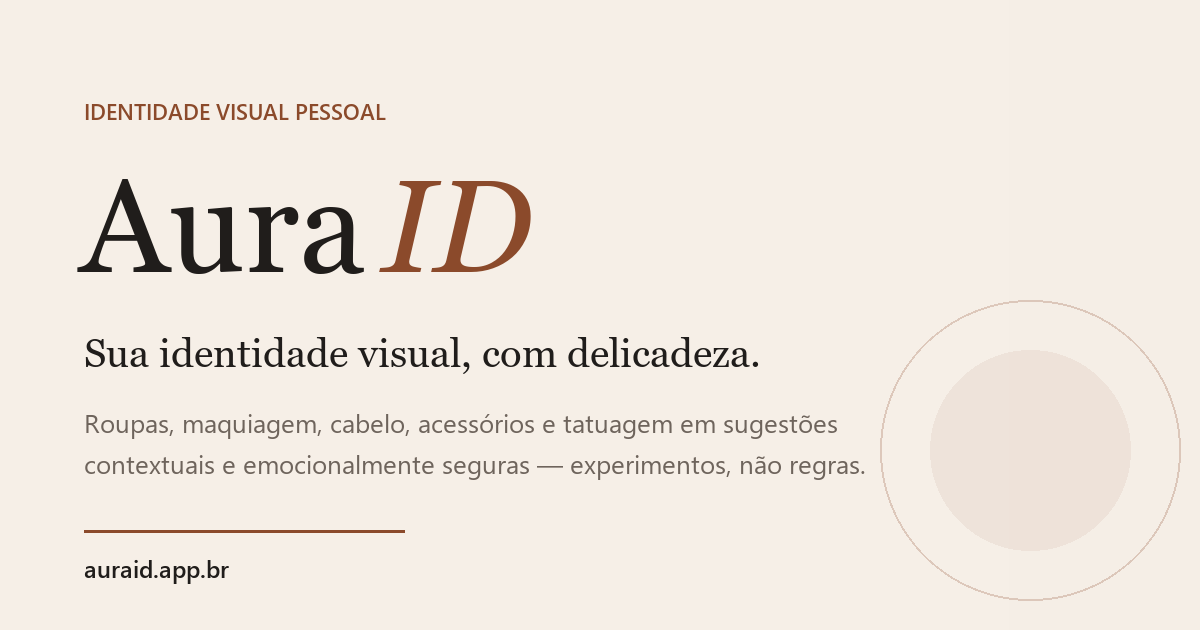 IDENTIDADE VISUAL PESSOAL
Aura ID
Sua identidade visual, com delicadeza.
Roupas, maquiagem, cabelo, acessórios e tatuagem em sugestões
contextuais e emocionalmente seguras — experimentos, não regras.
auraid.app.br